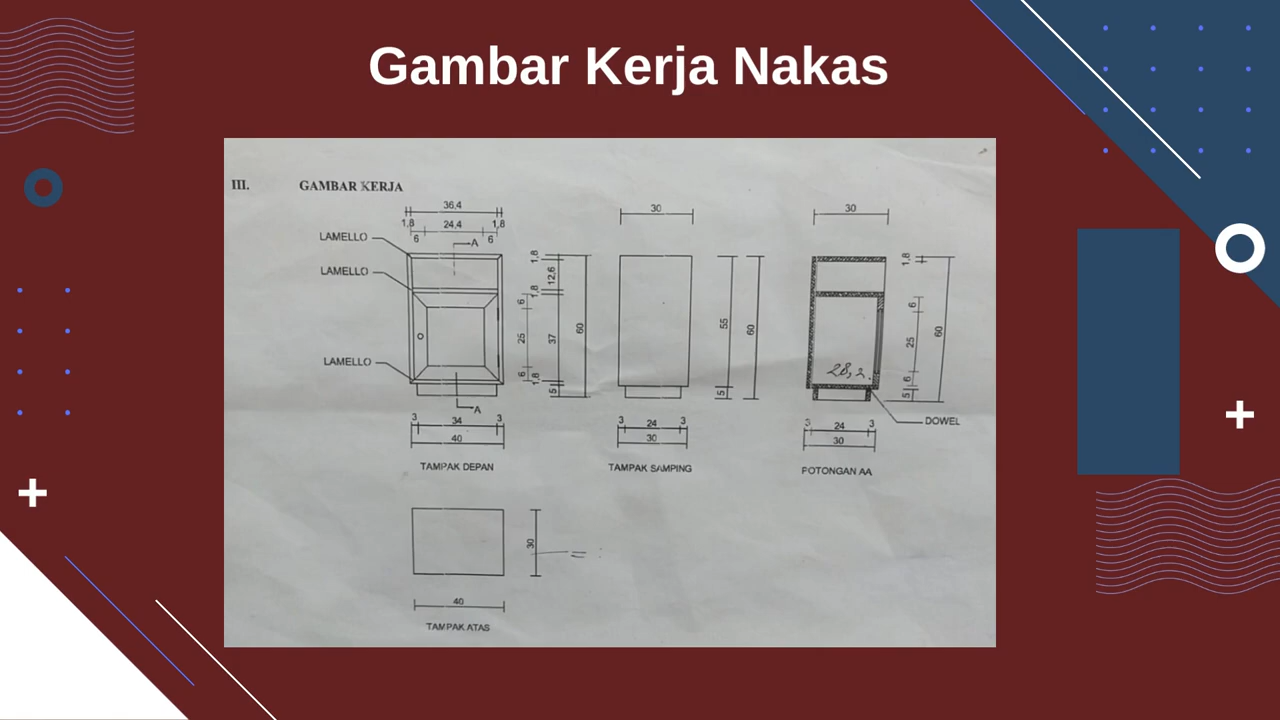 Gambar Kerja Nakas
III. GAMBAR KERJA
36,4
1,8 24,4 1,8
6 6
A
LAMELLO
LAMELLO
LAMELLO
A
1,8
12,6
1,8
6
25
37
6
1,8
5
60
3 34 3
40
TAMPAK DEPAN
30
55
5
60
3 24 3
30
TAMPAK SAMPING
30
1,8
6
25
6
5
60
28,2
DOWEL
3 24 3
30
POTONGAN AA
30
=
40
TAMPAK ATAS